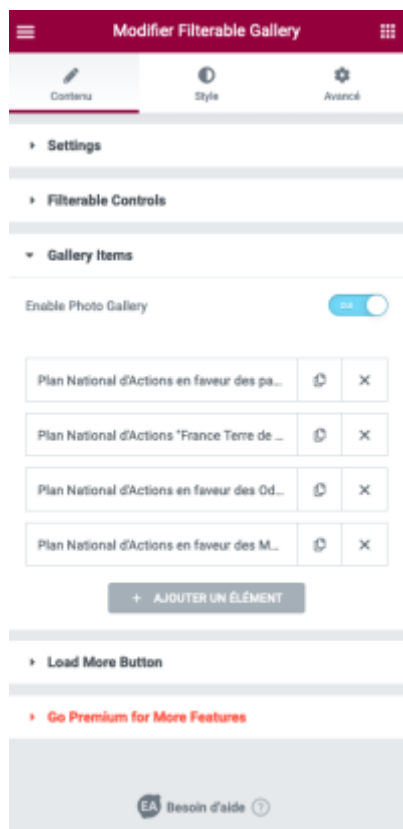 Modifier Filterable Gallery
Contenu Style Avancé
Settings
Filterable Controls
Gallery Items
Enable Photo Gallery OUI
Plan National d'Actions en faveur des pa...
Plan National d'Actions "France Terre de ...
Plan National d'Actions en faveur des Od...
Plan National d'Actions en faveur des M...
+ AJOUTER UN ÉLÉMENT
Load More Button
Go Premium for More Features
EA Besoin d'aide ?